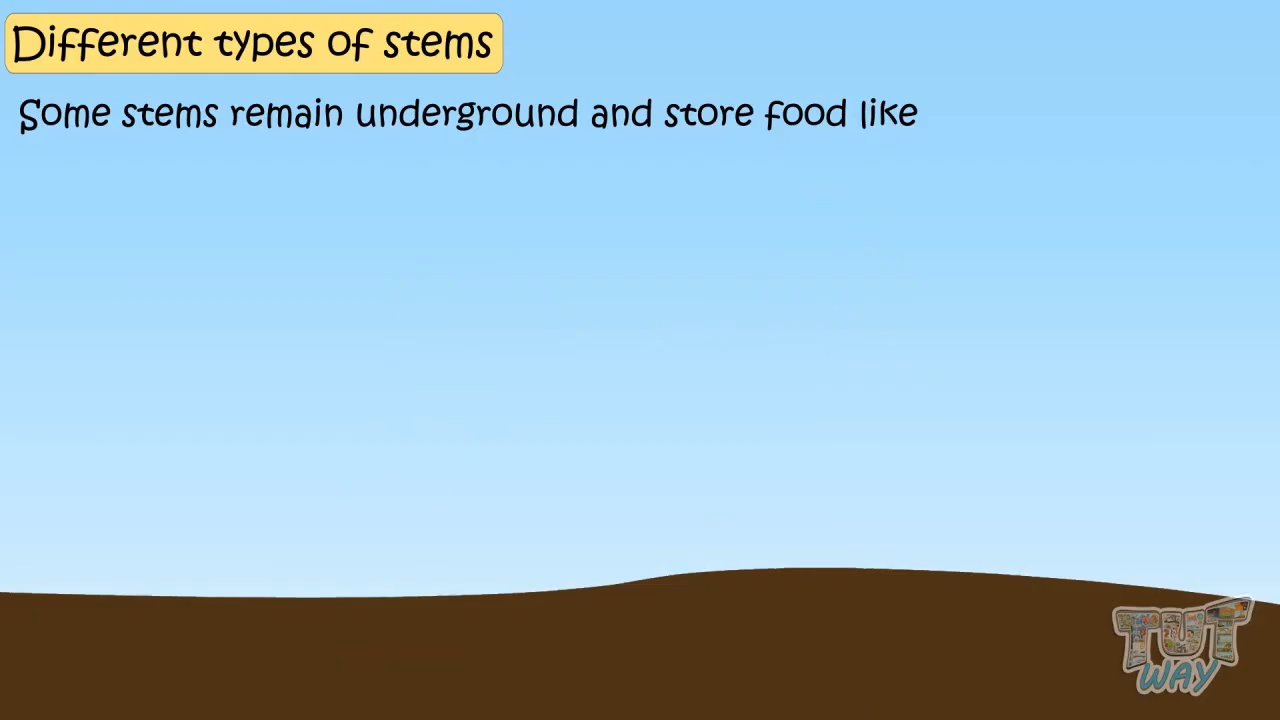 Different types of stems
Some stems remain underground and store food like
TUT
WAY